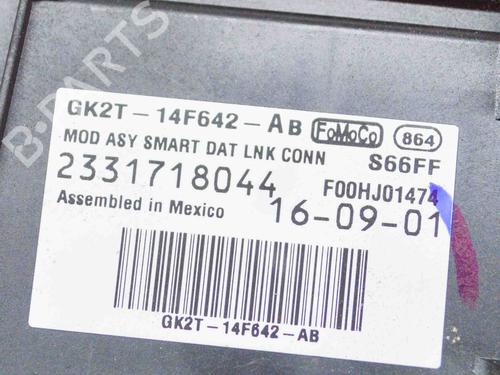 GK2T-14F642-AB FoMoCo 864
MOD ASY SMART DAT LNK CONN S66FF
2331718044 F00HJ01474
Assembled in Mexico 16-09-01
GK2T-14F642-AB
B-PARTS